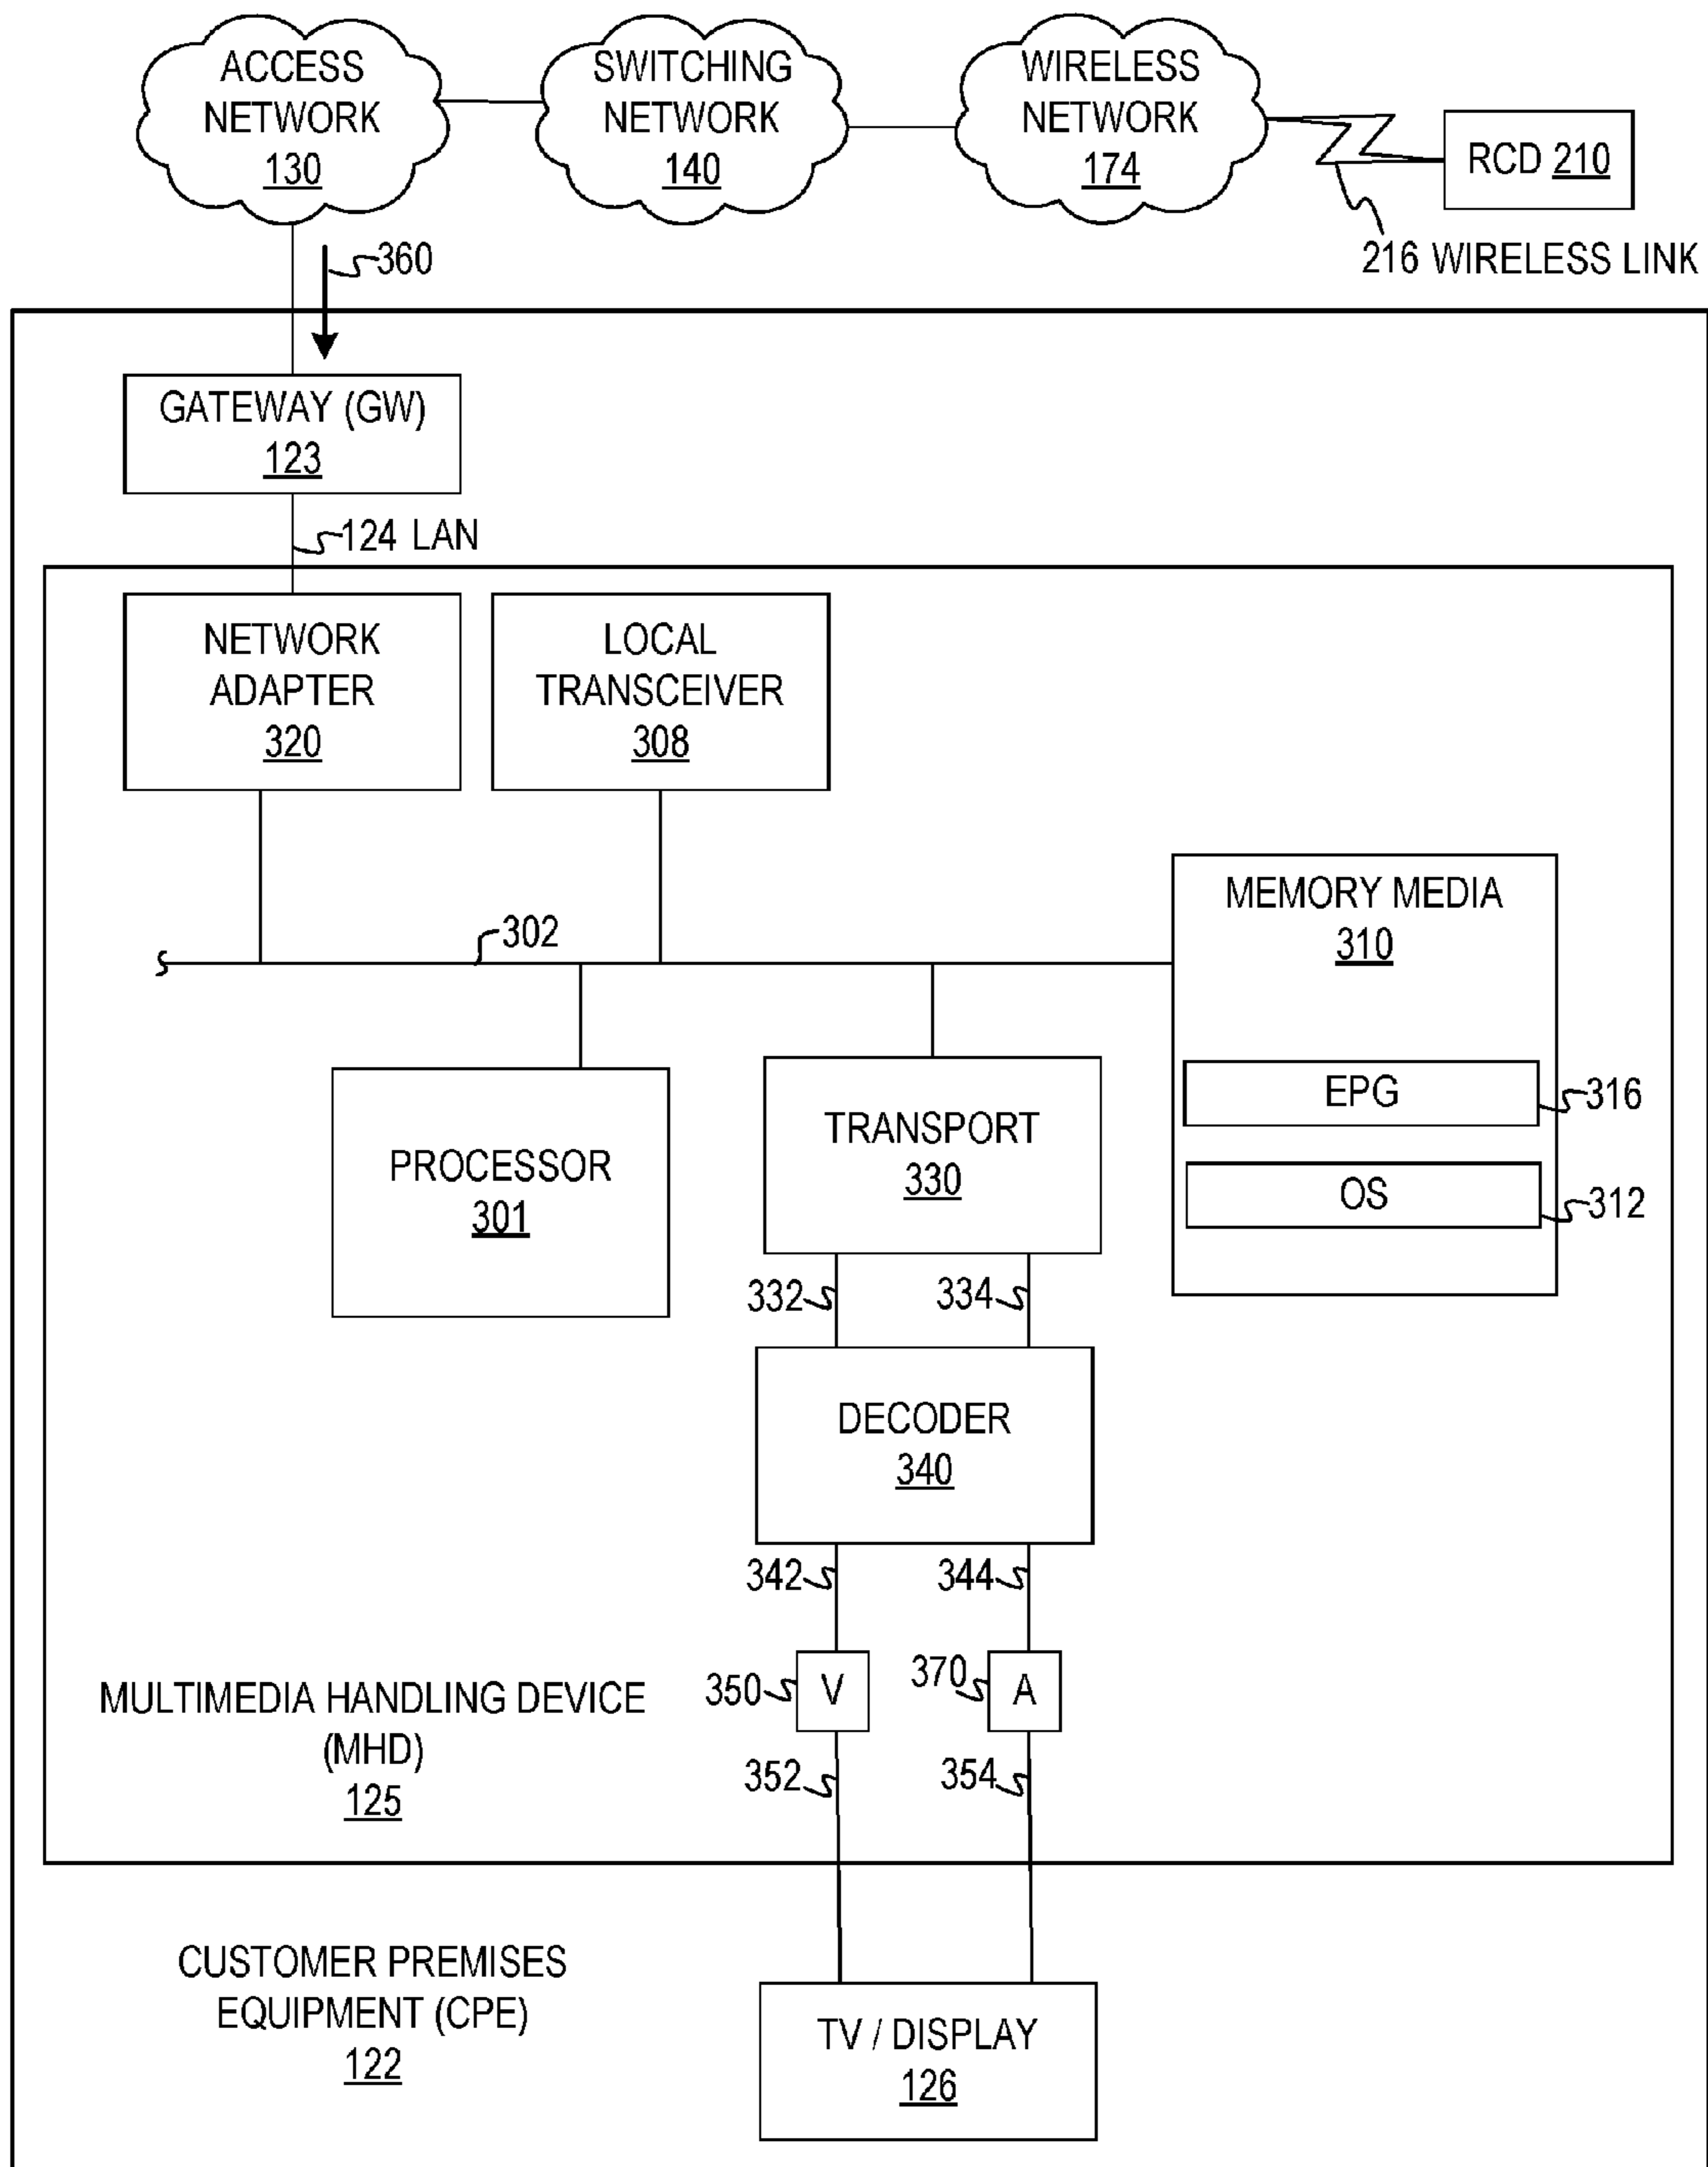 ACCESS
NETWORK
130
SWITCHING
NETWORK
140
WIRELESS
NETWORK
174
RCD 210
216 WIRELESS LINK
360
GATEWAY (GW)
123
124 LAN
NETWORK
ADAPTER
320
LOCAL
TRANSCEIVER
308
302
MEMORY MEDIA
310
EPG
316
OS
312
PROCESSOR
301
TRANSPORT
330
332
334
DECODER
340
342
344
350
V
370
A
352
354
MULTIMEDIA HANDLING DEVICE
(MHD)
125
CUSTOMER PREMISES
EQUIPMENT (CPE)
122
TV / DISPLAY
126